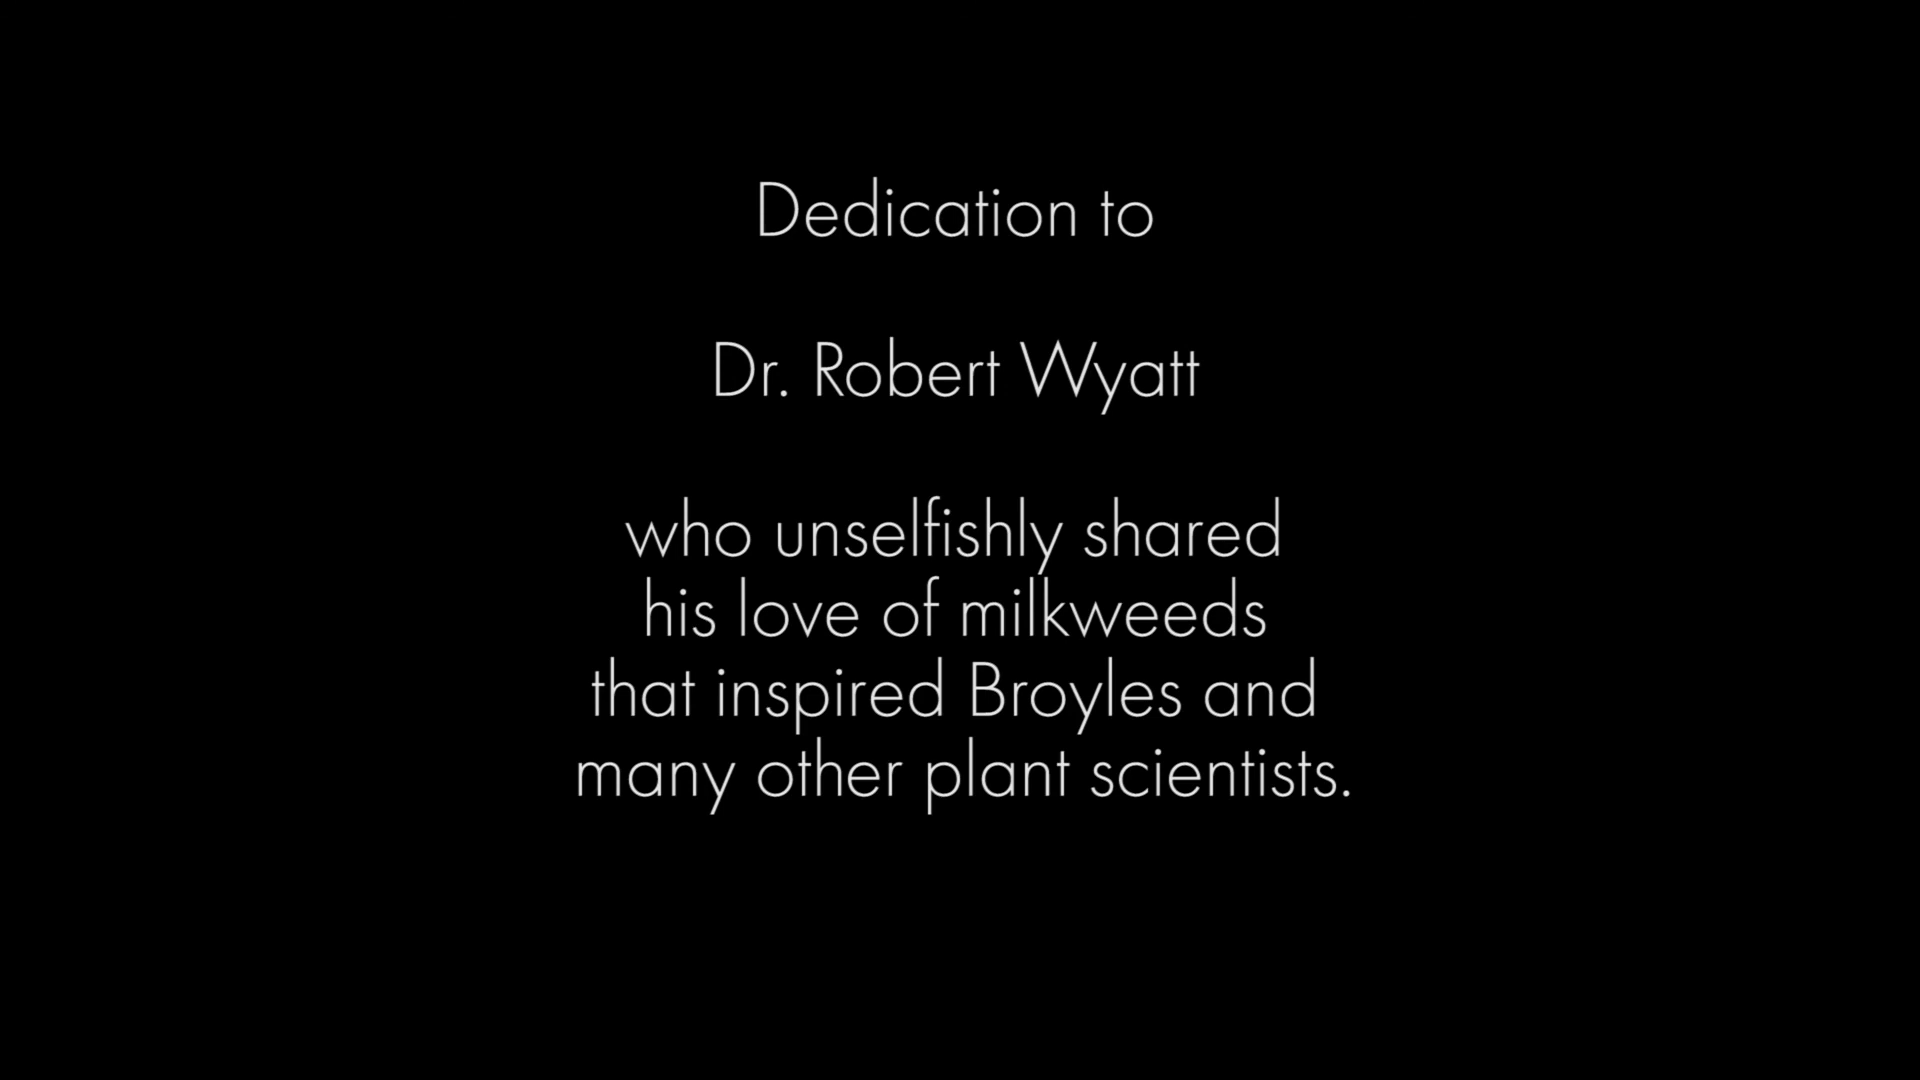 Dedication to
Dr. Robert Wyatt
who unselfishly shared
his love of milkweeds
that inspired Broyles and
many other plant scientists.